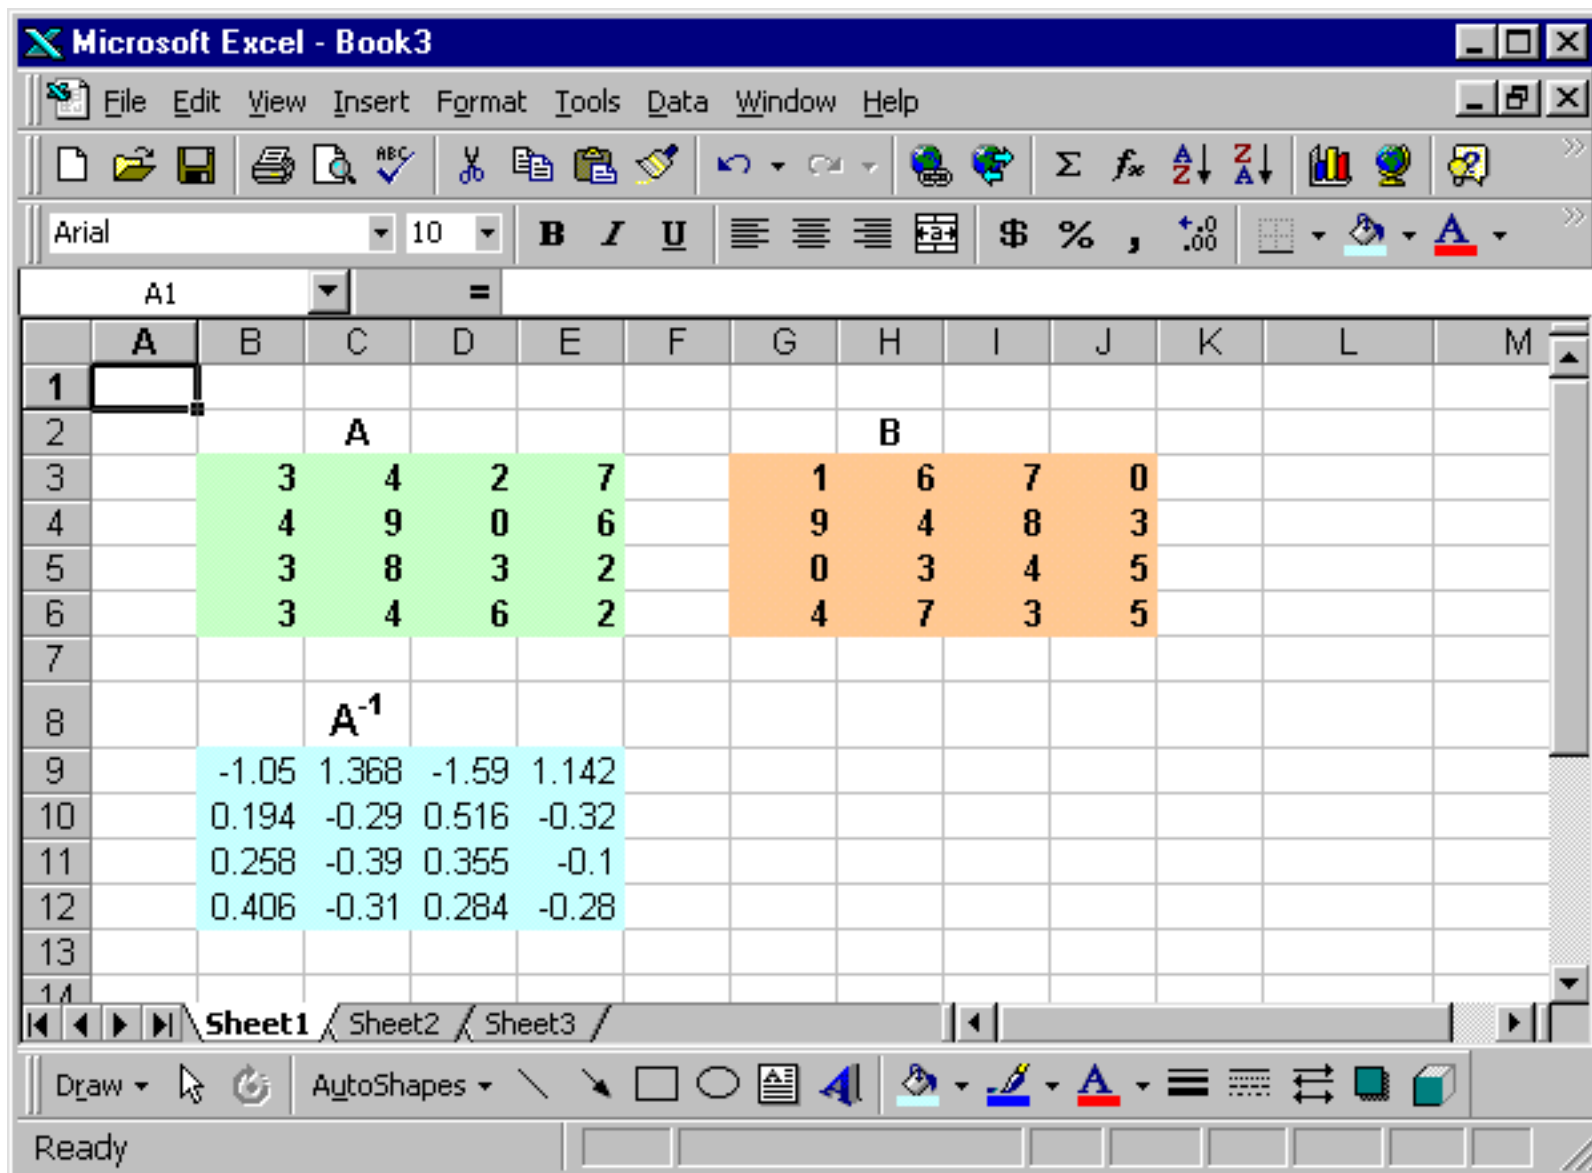 Microsoft Excel - Book3
File Edit View Insert Format Tools Data Window Help
ABC Σ fx A Z Z A
Arial 10 B I U a $ % , .0 .00 A
A1 =
A B C D E F G H I J K L M
1
2 A B
3 3 4 2 7 1 6 7 0
4 4 9 0 6 9 4 8 3
5 3 8 3 2 0 3 4 5
6 3 4 6 2 4 7 3 5
7
8 A⁻¹
9 -1.05 1.368 -1.59 1.142
10 0.194 -0.29 0.516 -0.32
11 0.258 -0.39 0.355 -0.1
12 0.406 -0.31 0.284 -0.28
13
14
Sheet1 Sheet2 Sheet3
Draw AutoShapes A A A
Ready